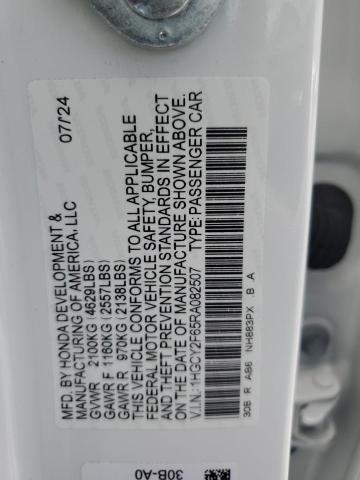 MFD. BY HONDA DEVELOPMENT & 07/24
MANUFACTURING OF AMERICA, LLC
GVWR 2100KG (4629LBS)
GAWR F 1160KG (2557LBS)
GAWR R 970KG (2138LBS)
THIS VEHICLE CONFORMS TO ALL APPLICABLE
FEDERAL MOTOR VEHICLE SAFETY, BUMPER,
AND THEFT PREVENTION STANDARDS IN EFFECT
ON THE DATE OF MANUFACTURE SHOWN ABOVE.
V.I.N.: 1HGCY2F65RA082507 TYPE: PASSENGER CAR
30B R AB6 NH883PX B A
30B-A0